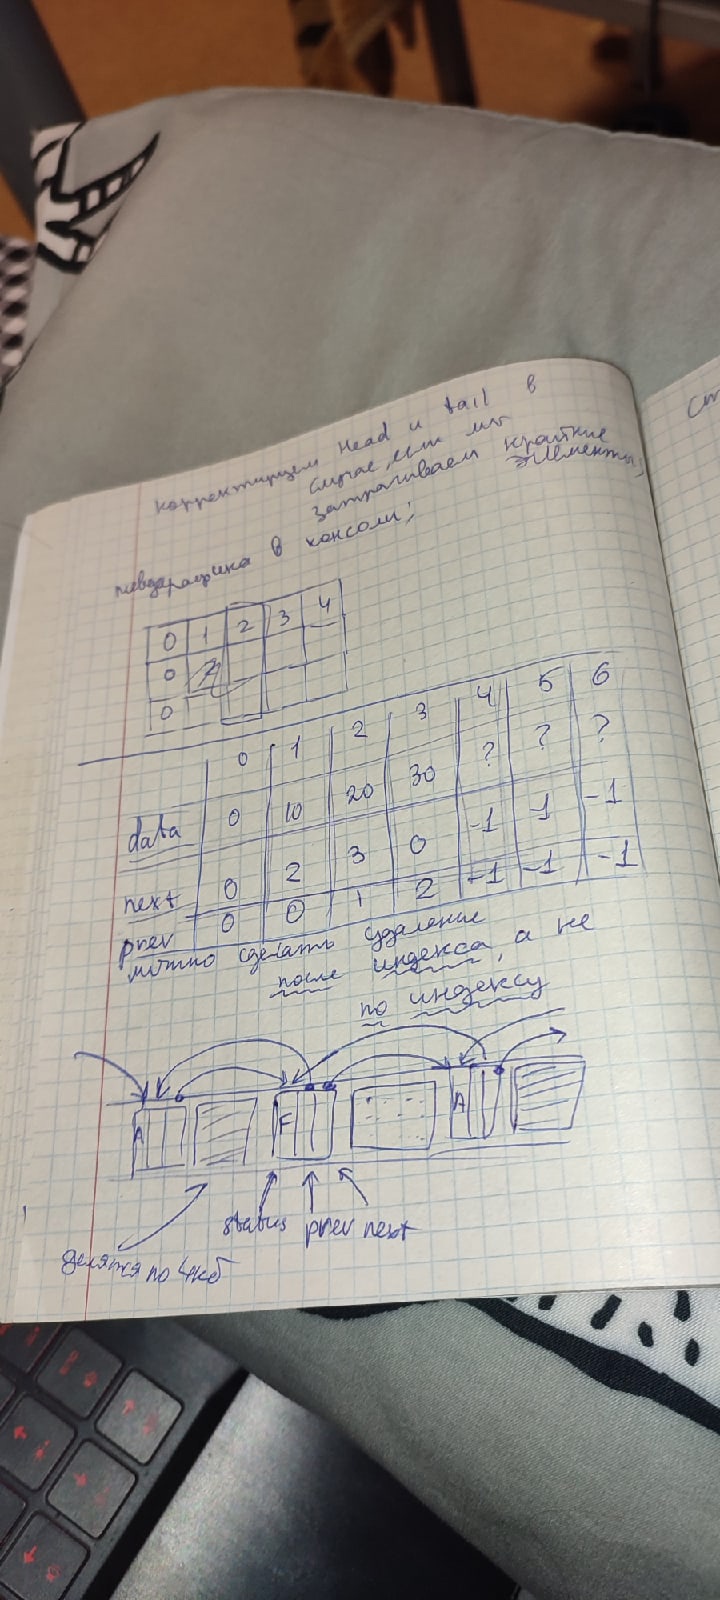 корректируем Head и tail в
случае, если мы
затрагиваем крайние
элементы;
в консоли;
0 1 2 3 4
0
0
0 1 2 3 4 5 6
data 0 10 20 30 ? ? ?
next 0 2 3 0 -1 1 -1
prev 0 0 1 2 -1 -1 -1
можно сделать удаление
после индекса, а не
по индексу
A F A
status prev next
делятся по 4кб
Ст